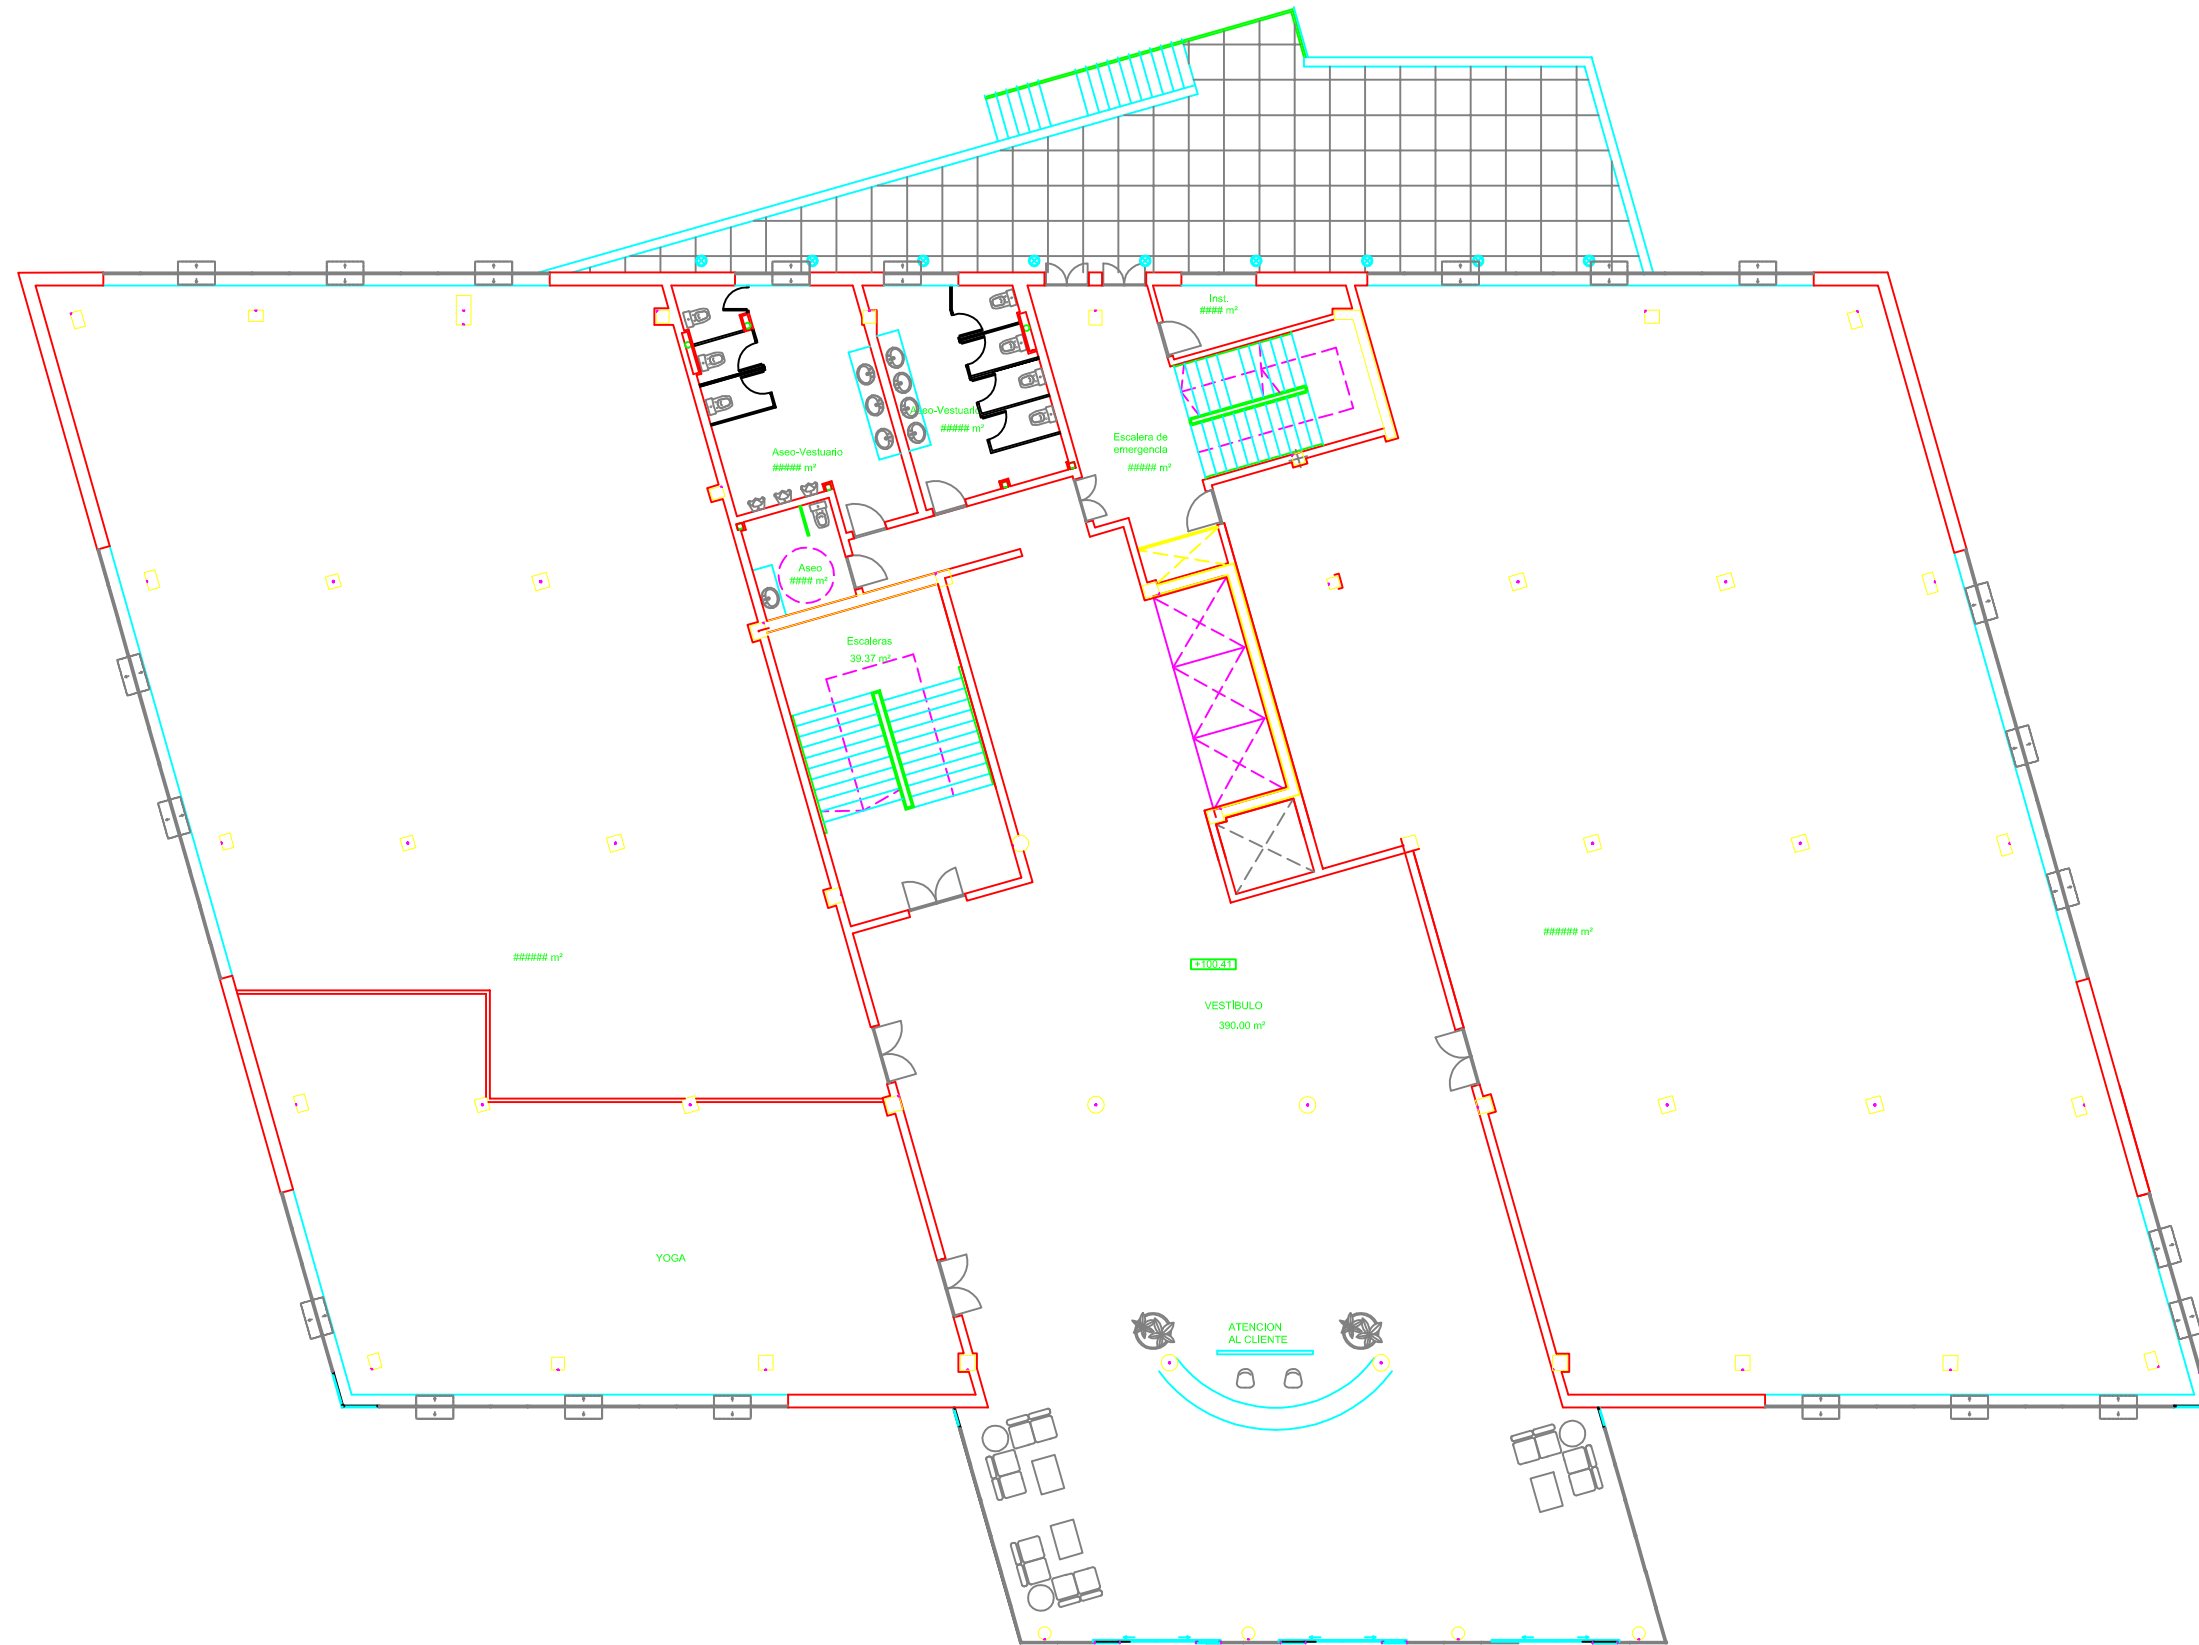 Inst.
#### m²
Aseo-Vestuario
##### m²
Escalera de
emergencia
##### m²
Aseo-Vestuario
##### m²
Aseo
#### m²
Escaleras
39.37 m²
###### m²
###### m²
+100.41
VESTÍBULO
390.00 m²
YOGA
ATENCION
AL CLIENTE